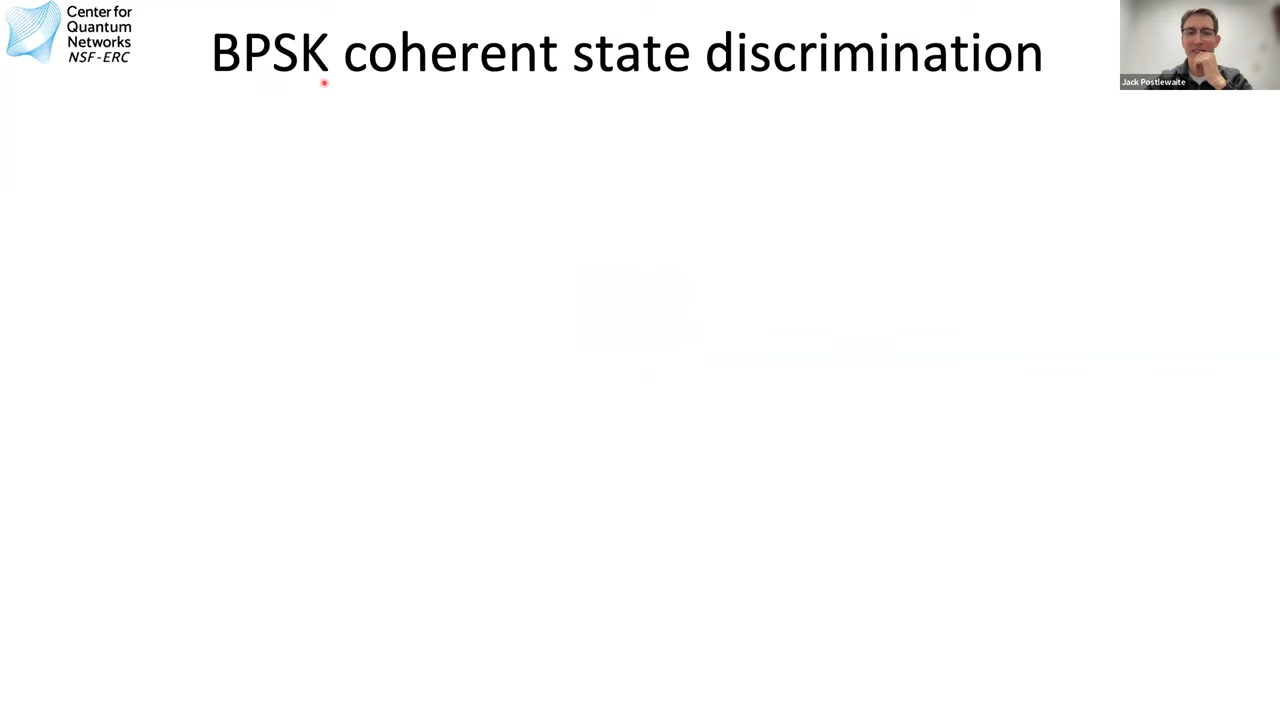 Center for
Quantum
Networks
NSF-ERC
BPSK coherent state discrimination
Jack Postlewaite